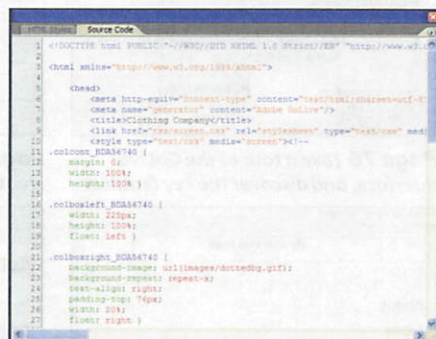 HTML Styles Source Code
1 <!DOCTYPE html PUBLIC "-//W3C//DTD XHTML 1.0 Strict//EN" "http://www.w3.o
2
3 <html xmlns="http://www.w3.org/1999/xhtml">
4
5 <head>
6 <meta http-equiv="content-type" content="text/html;charset=utf-8"
7 <meta name="generator" content="Adobe GoLive"/>
8 <title>Clothing Company</title>
9 <link href="css/screen.css" rel="stylesheet" type="text/css" medi
10 <style type="text/css" media="screen"><!--
11 .colcont_BDA56740 {
12 margin: 0;
13 width: 100%;
14 height: 100% }
15
16 .colboxleft_BDA56740 {
17 width: 225px;
18 height: 100%;
19 float: left }
20
21 .colboxright_BDA56740 {
22 background-image: url(images/dottedbg.gif);
23 background-repeat: repeat-x;
24 text-align: right;
25 padding-top: 76px;
26 width: 20%;
27 float: right }